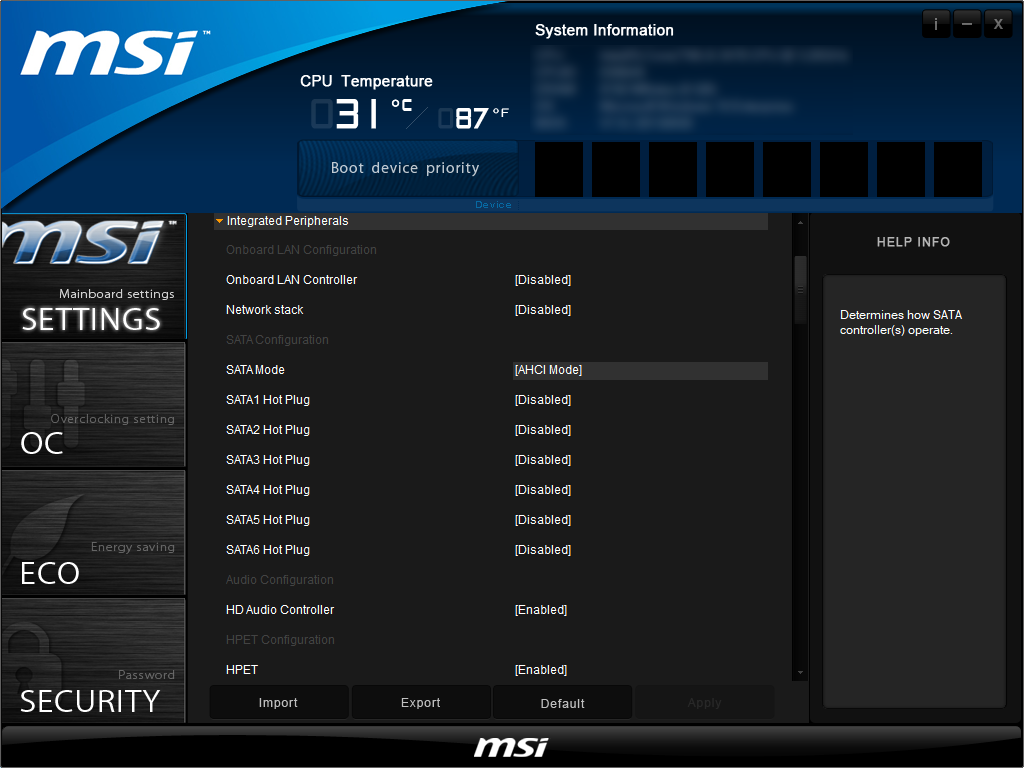 msi™
i – X
System Information
CPU Temperature
31 °C 87 °F
Boot device priority
Device
msi™
Mainboard settings
SETTINGS
Overclocking setting
OC
Energy saving
ECO
Password
SECURITY
Integrated Peripherals
Onboard LAN Configuration
Onboard LAN Controller [Disabled]
Network stack [Disabled]
SATA Configuration
SATA Mode [AHCI Mode]
SATA1 Hot Plug [Disabled]
SATA2 Hot Plug [Disabled]
SATA3 Hot Plug [Disabled]
SATA4 Hot Plug [Disabled]
SATA5 Hot Plug [Disabled]
SATA6 Hot Plug [Disabled]
Audio Configuration
HD Audio Controller [Enabled]
HPET Configuration
HPET [Enabled]
Import Export Default Apply
HELP INFO
Determines how SATA
controller(s) operate.
msi